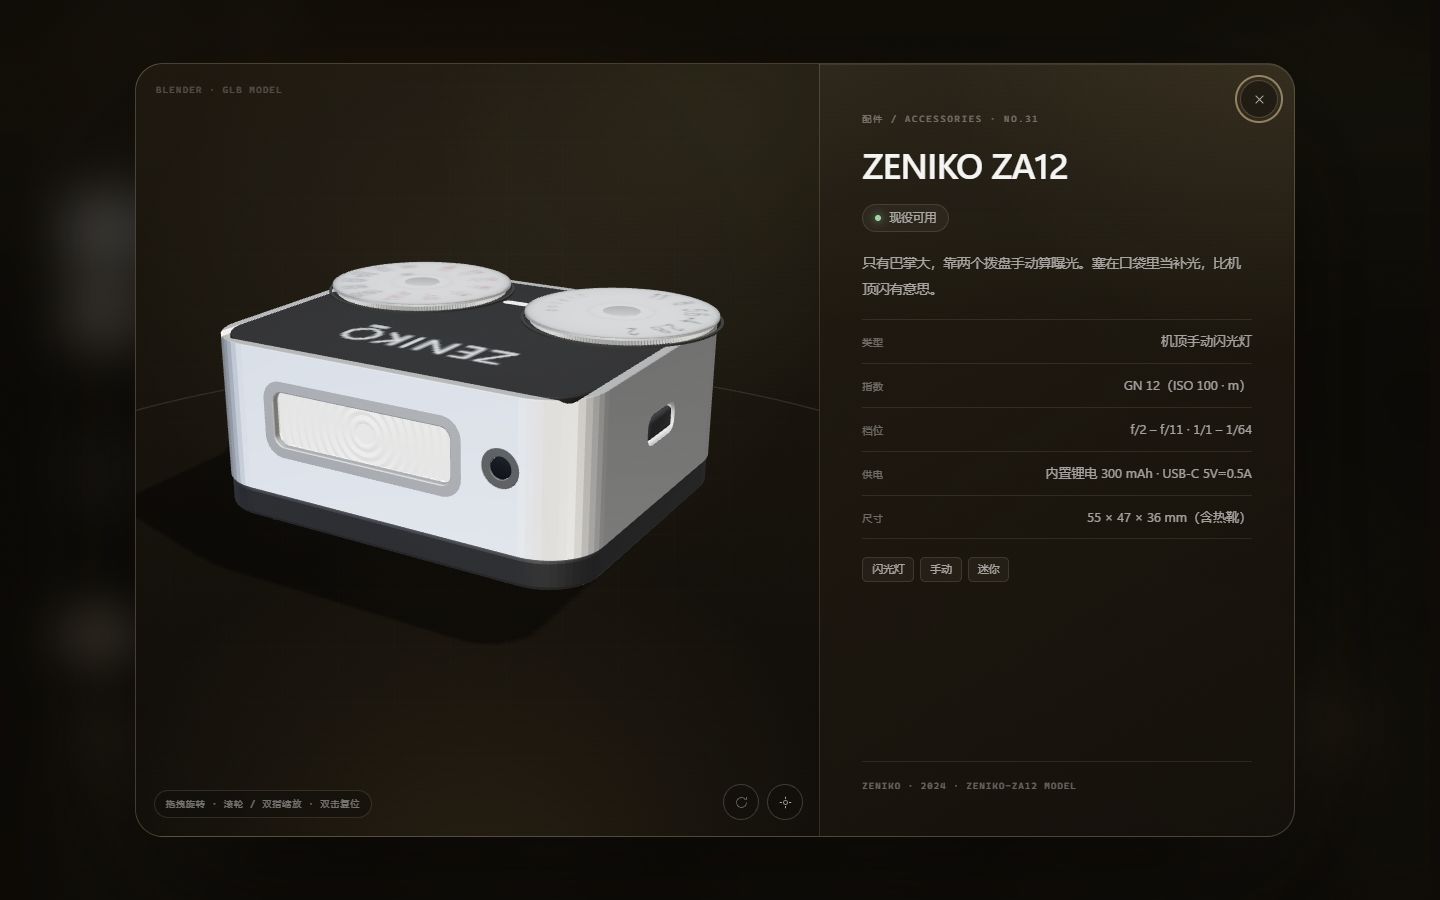 BLENDER · GLB MODEL
ZENIKO
拖拽旋转 · 滚轮 / 双指缩放 · 双击复位
配件 / ACCESSORIES · NO.31
ZENIKO ZA12
现役可用
只有巴掌大，靠两个拨盘手动算曝光。塞在口袋里当补光，比机
顶闪有意思。
类型 机顶手动闪光灯
指数 GN 12（ISO 100 · m）
档位 f/2 – f/11 · 1/1 – 1/64
供电 内置锂电 300 mAh · USB-C 5V=0.5A
尺寸 55 × 47 × 36 mm（含热靴）
闪光灯 手动 迷你
ZENIKO · 2024 · ZENIKO-ZA12 MODEL